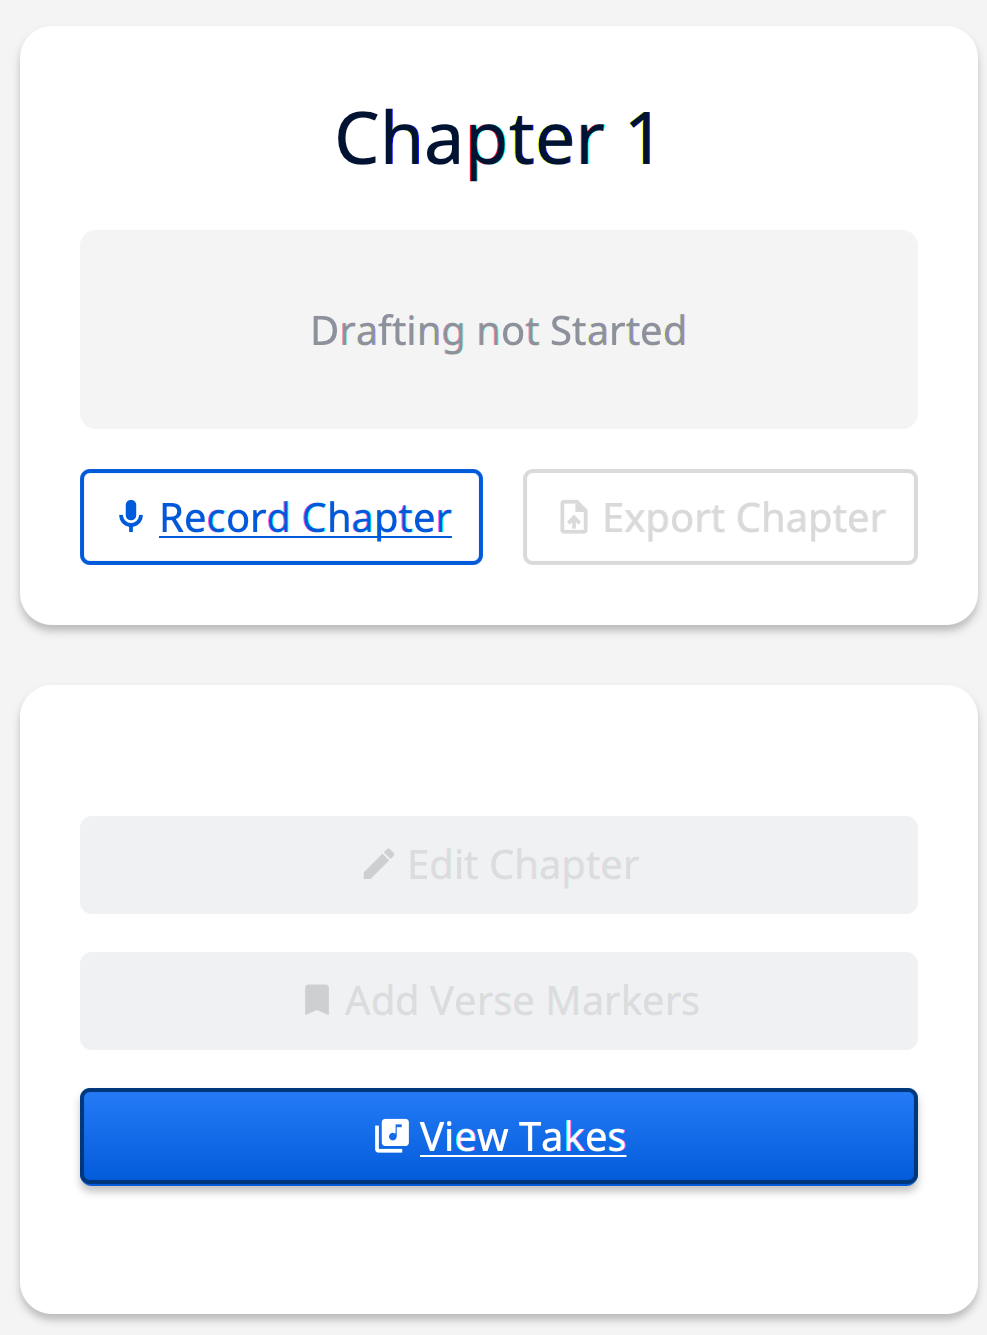 Chapter 1
Drafting not Started
Record Chapter
Export Chapter
Edit Chapter
Add Verse Markers
View Takes